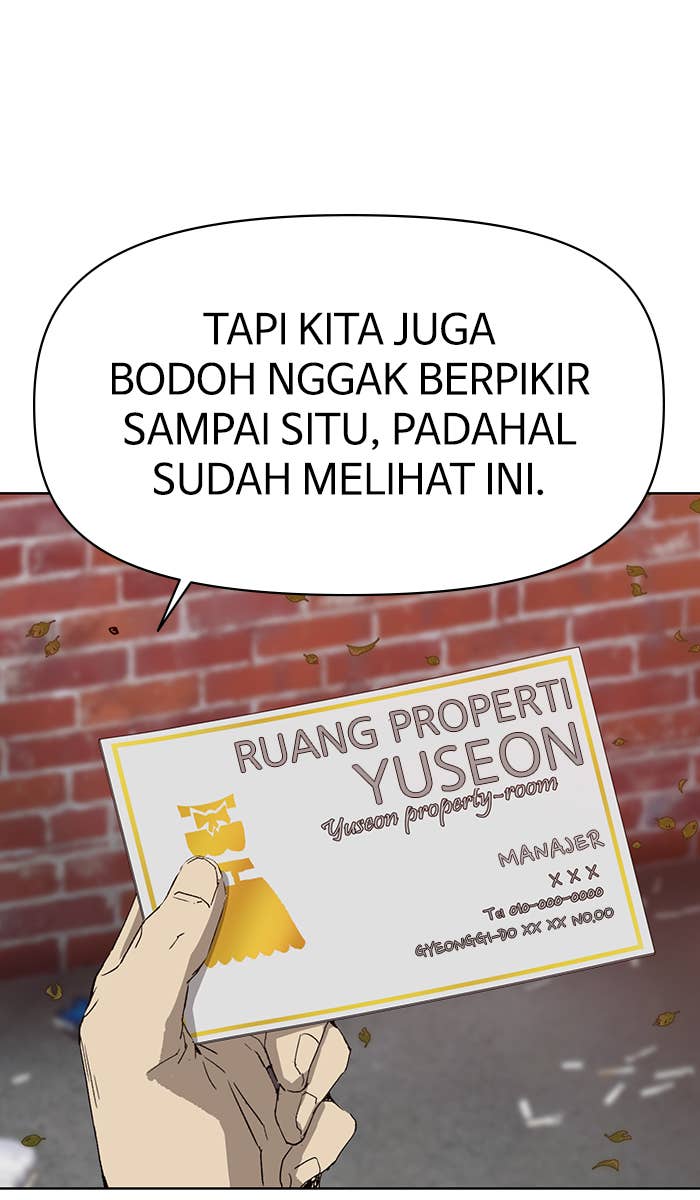 TAPI KITA JUGA
BODOH NGGAK BERPIKIR
SAMPAI SITU, PADAHAL
SUDAH MELIHAT INI.
RUANG PROPERTI
YUSEON
Yuseon property-room
MANAJER
X X X
Tel 010-000-0000
GYEONGGI-DO XX XX NO.00